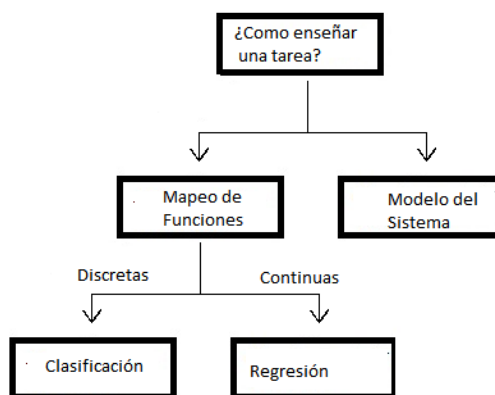 ¿Como enseñar
una tarea?
Mapeo de
Funciones
Modelo del
Sistema
Discretas
Continuas
Clasificación
Regresión